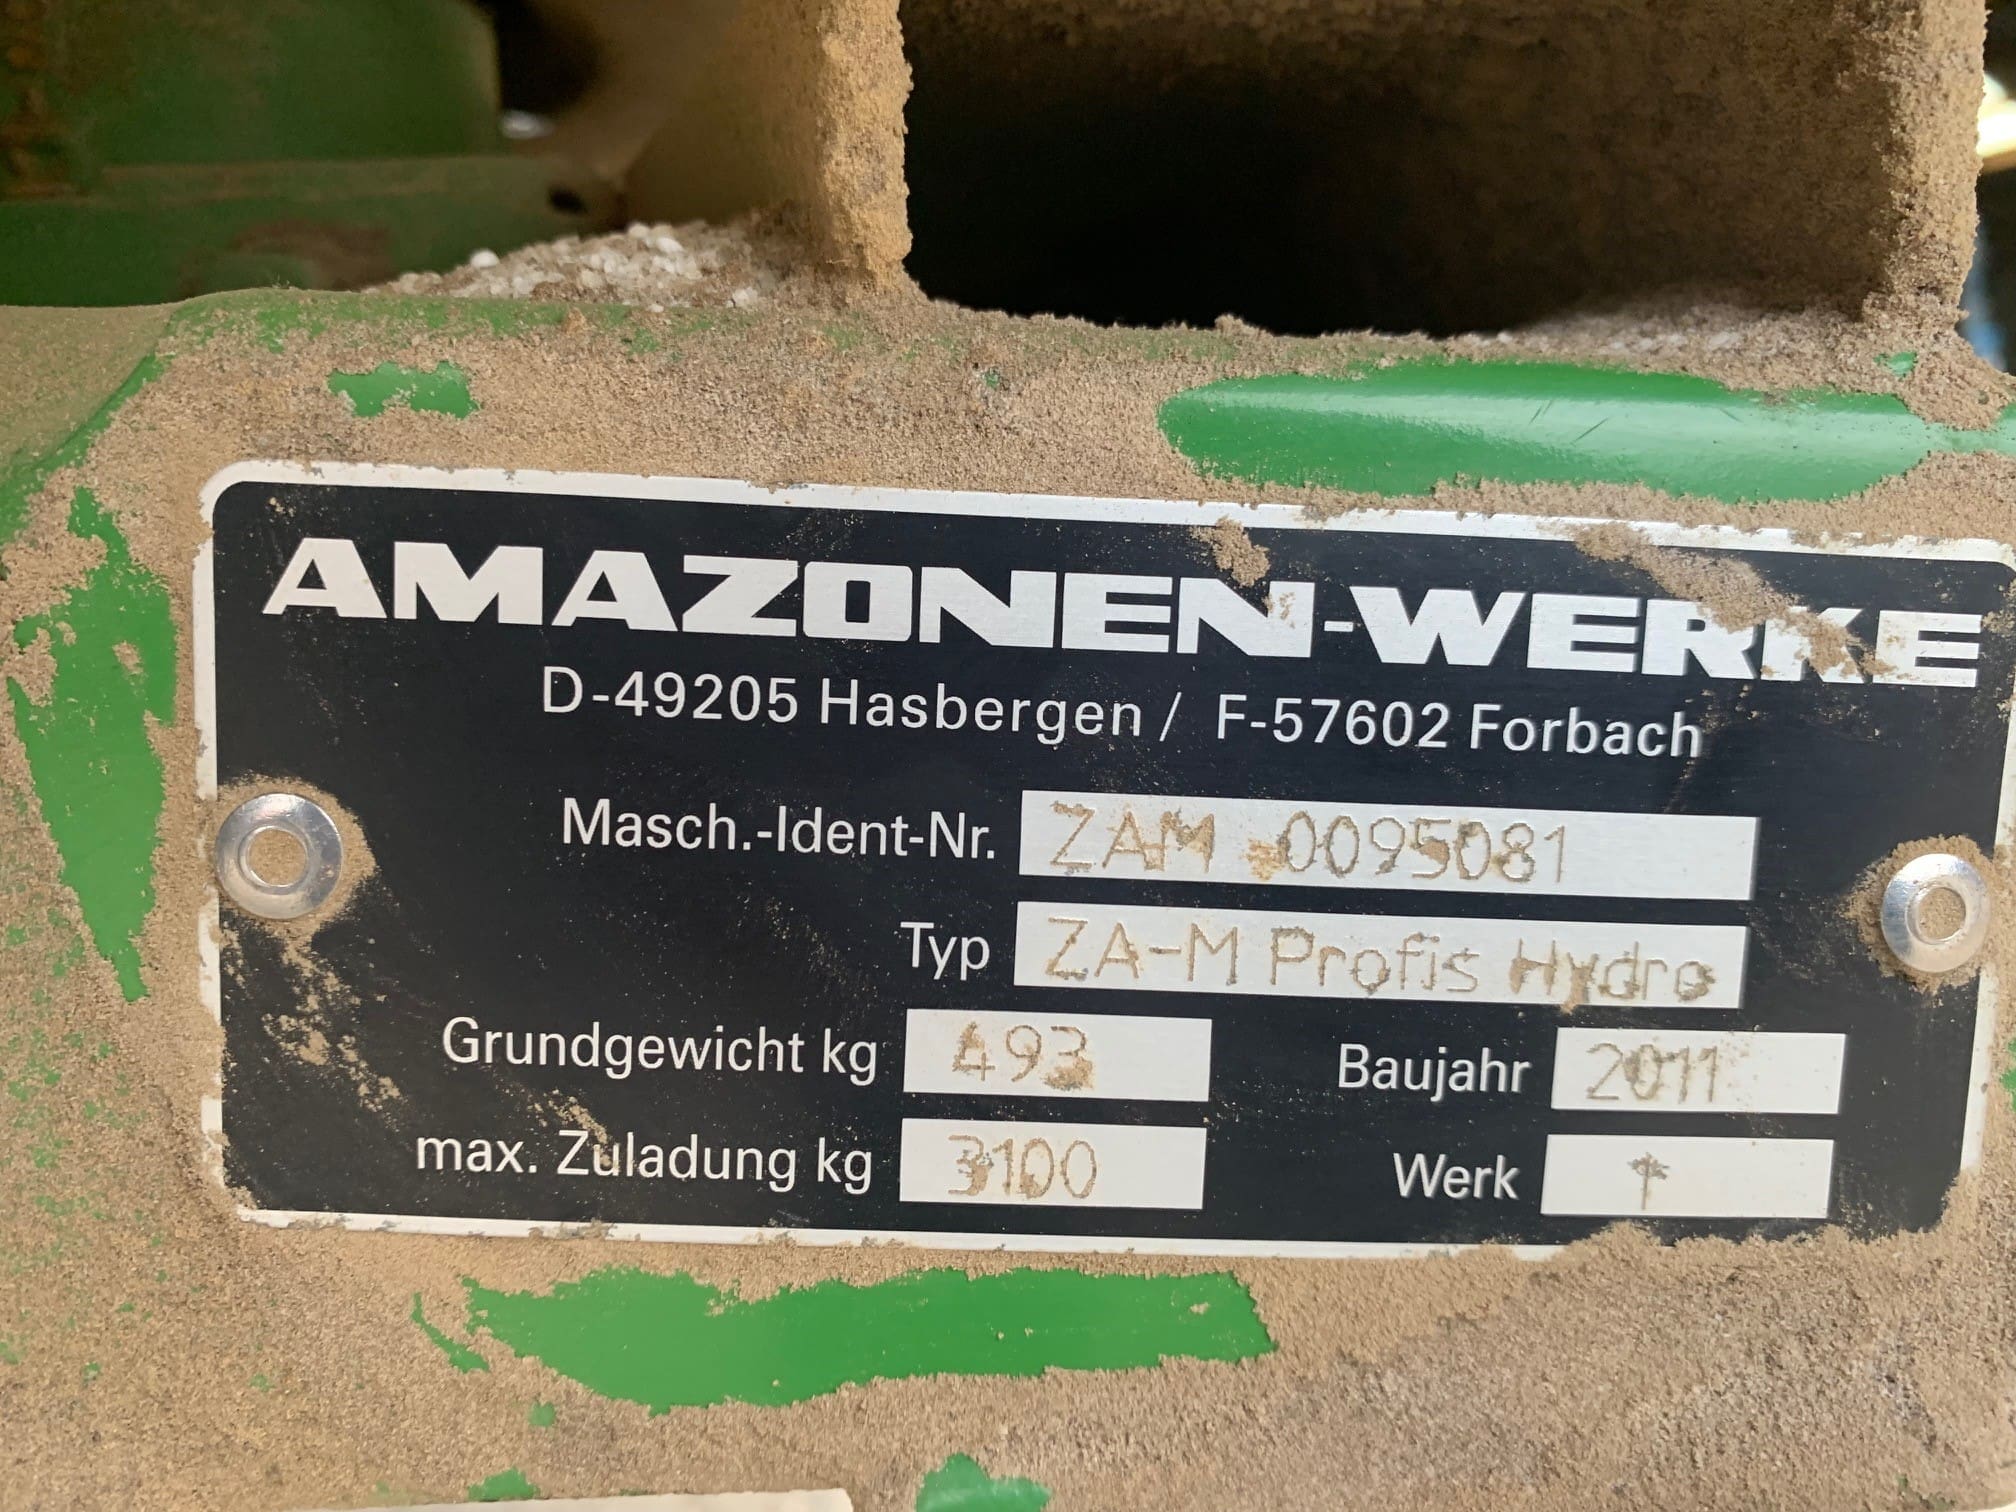 AMAZONEN-WERKE
D-49205 Hasbergen / F-57602 Forbach
Masch.-Ident-Nr. ZAM 0095081
Typ ZA-M Profis Hydro
Grundgewicht kg 493 Baujahr 2011
max. Zuladung kg 3100 Werk 1